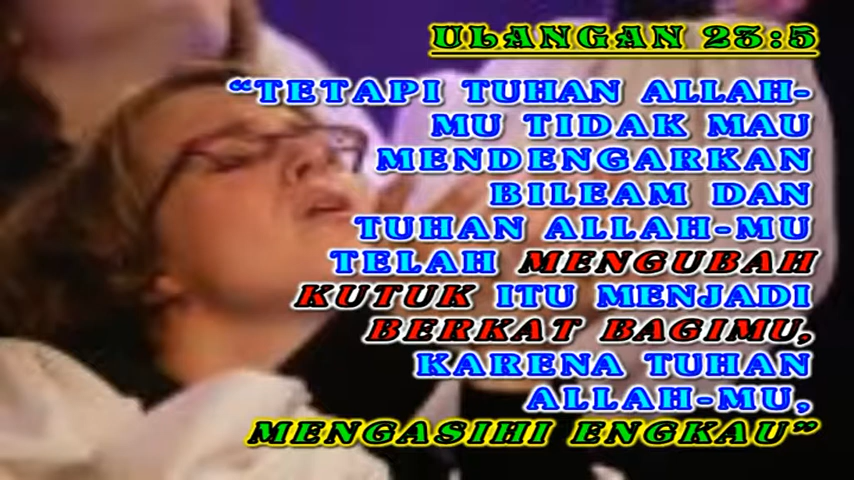 ULANGAN 23:5
“TETAPI TUHAN ALLAH-
MU TIDAK MAU
MENDENGARKAN
BILEAM DAN
TUHAN ALLAH-MU
TELAH MENGUBAH
KUTUK ITU MENJADI
BERKAT BAGIMU,
KARENA TUHAN
ALLAH-MU,
MENGASIHI ENGKAU”